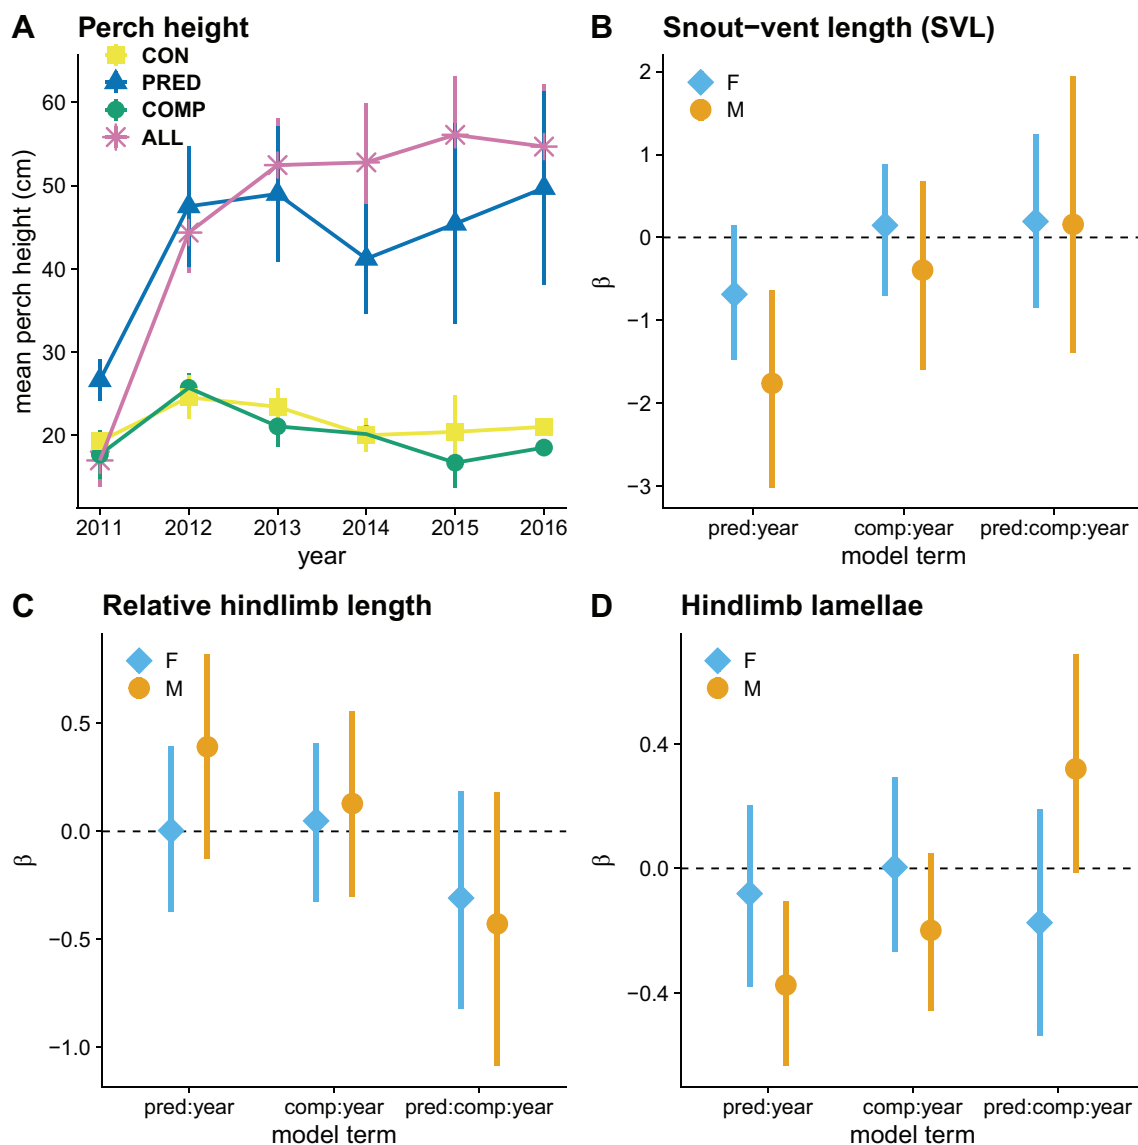 A Perch height
CON
PRED
COMP
ALL
60
50
40
30
20
mean perch height (cm)
2011 2012 2013 2014 2015 2016
year
B Snout−vent length (SVL)
F
M
2
1
0
−1
−2
−3
β
pred:year comp:year pred:comp:year
model term
C Relative hindlimb length
F
M
0.5
0.0
−0.5
−1.0
β
pred:year comp:year pred:comp:year
model term
D Hindlimb lamellae
F
M
0.4
0.0
−0.4
β
pred:year comp:year pred:comp:year
model term